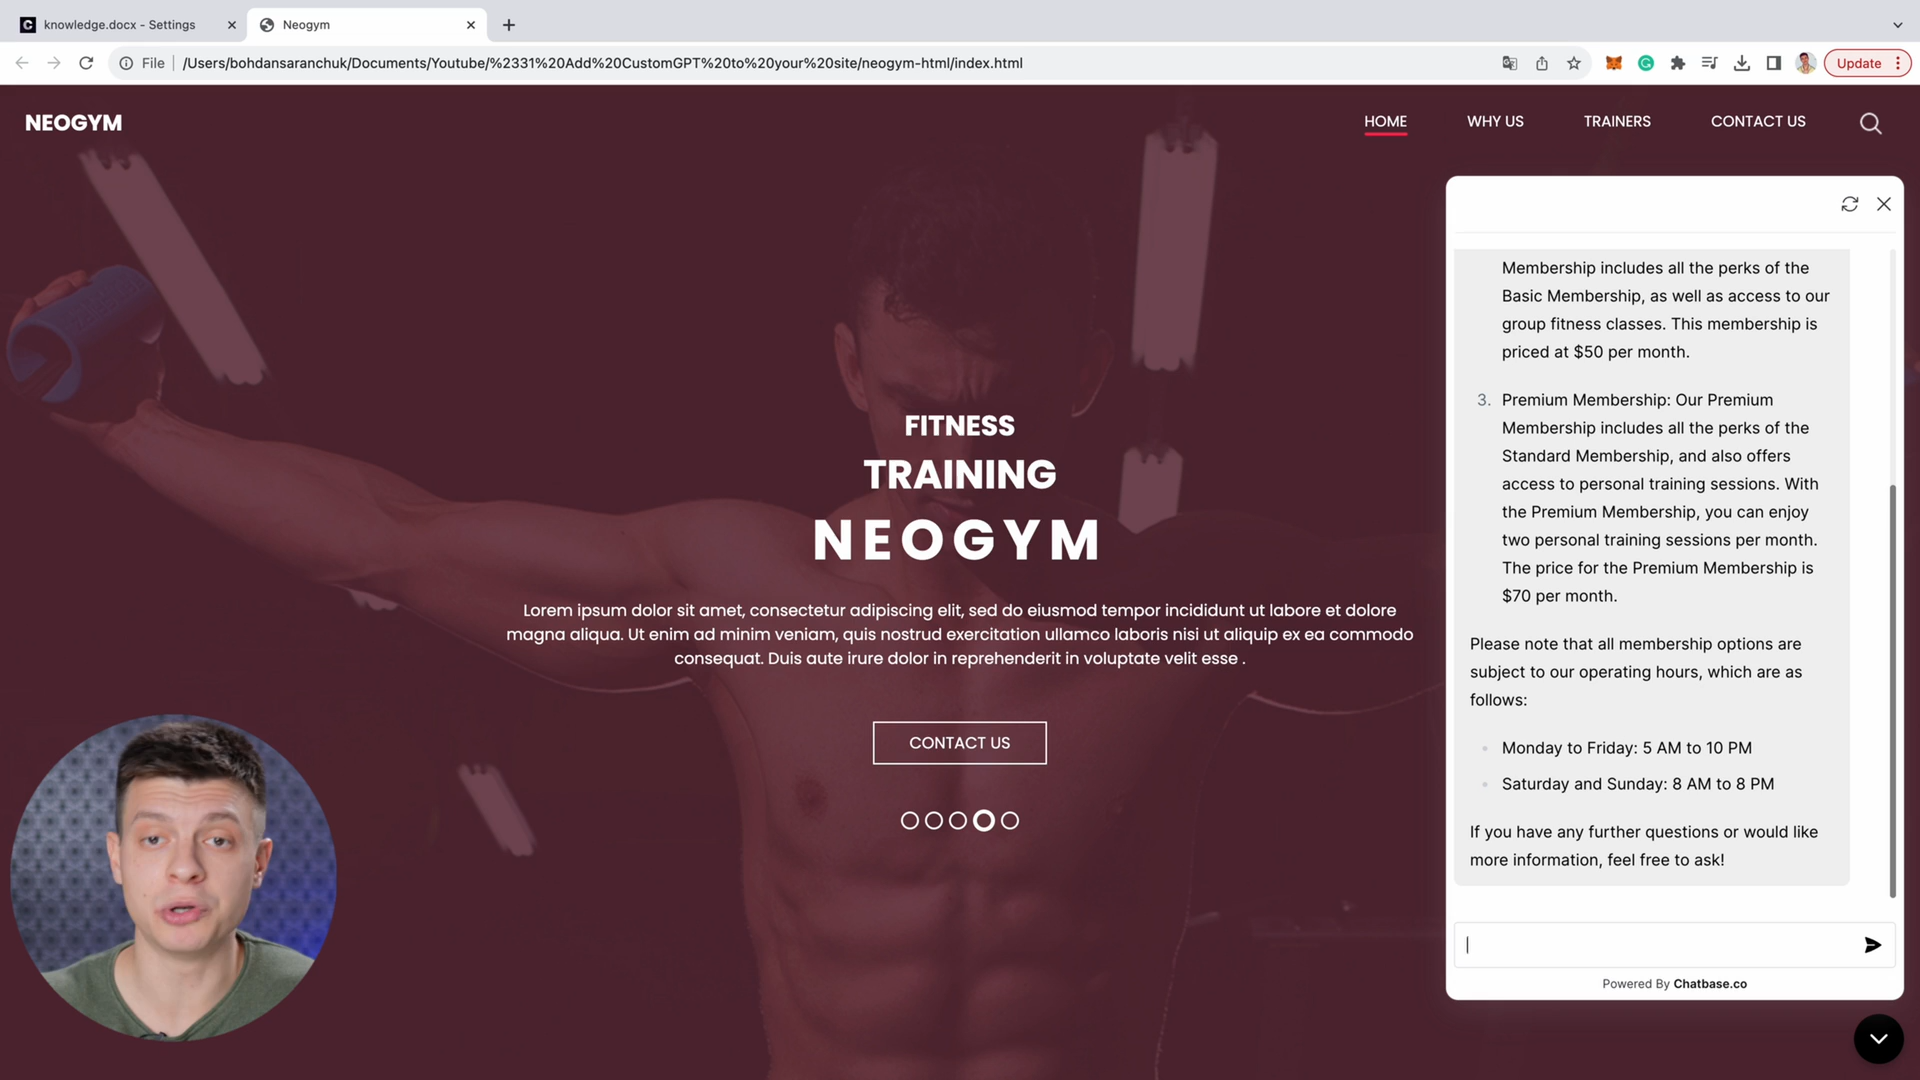 knowledge.docx - Settings
Neogym
File
/Users/bohdansaranchuk/Documents/Youtube/%2331%20Add%20CustomGPT%20to%20your%20site/neogym-html/index.html
Update
NEOGYM
HOME
WHY US
TRAINERS
CONTACT US
FITNESS
TRAINING
NEOGYM
Lorem ipsum dolor sit amet, consectetur adipiscing elit, sed do eiusmod tempor incididunt ut labore et dolore
magna aliqua. Ut enim ad minim veniam, quis nostrud exercitation ullamco laboris nisi ut aliquip ex ea commodo
consequat. Duis aute irure dolor in reprehenderit in voluptate velit esse .
CONTACT US
Membership includes all the perks of the
Basic Membership, as well as access to our
group fitness classes. This membership is
priced at $50 per month.
3. Premium Membership: Our Premium
Membership includes all the perks of the
Standard Membership, and also offers
access to personal training sessions. With
the Premium Membership, you can enjoy
two personal training sessions per month.
The price for the Premium Membership is
$70 per month.
Please note that all membership options are
subject to our operating hours, which are as
follows:
Monday to Friday: 5 AM to 10 PM
Saturday and Sunday: 8 AM to 8 PM
If you have any further questions or would like
more information, feel free to ask!
Powered By Chatbase.co